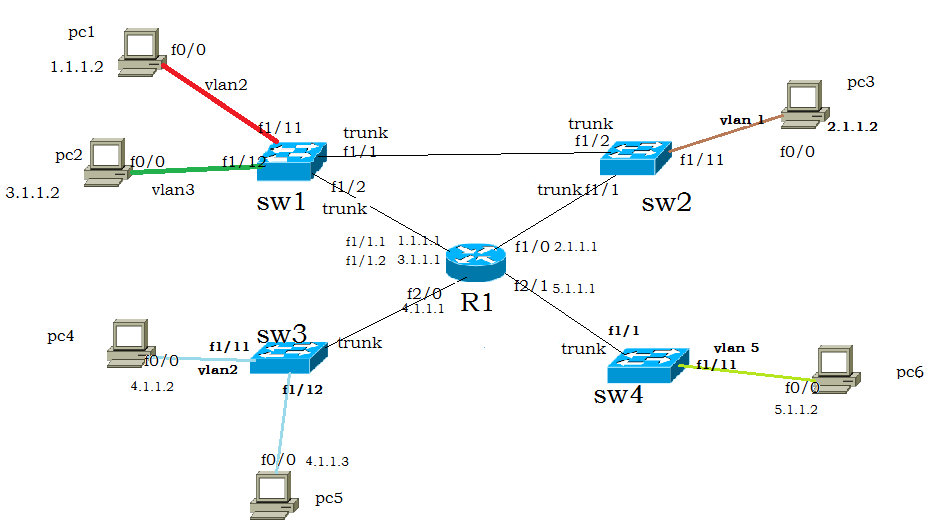 pc1
f0/0
1.1.1.2
vlan2
f1/11
pc2
f0/0
3.1.1.2
vlan3
f1/12
trunk
f1/1
sw1
f1/2
trunk
trunk
f1/2
sw2
f1/11
trunk f1/1
vlan 1
pc3
2.1.1.2
f0/0
f1/1.1 1.1.1.1
f1/1.2 3.1.1.1
f1/0 2.1.1.1
R1
f2/0
4.1.1.1
f2/1 5.1.1.1
sw3
trunk
pc4
f0/0
4.1.1.2
f1/11
vlan2
f1/12
f0/0 4.1.1.3
pc5
f1/1
trunk
sw4
vlan 5
f1/11
pc6
f0/0
5.1.1.2